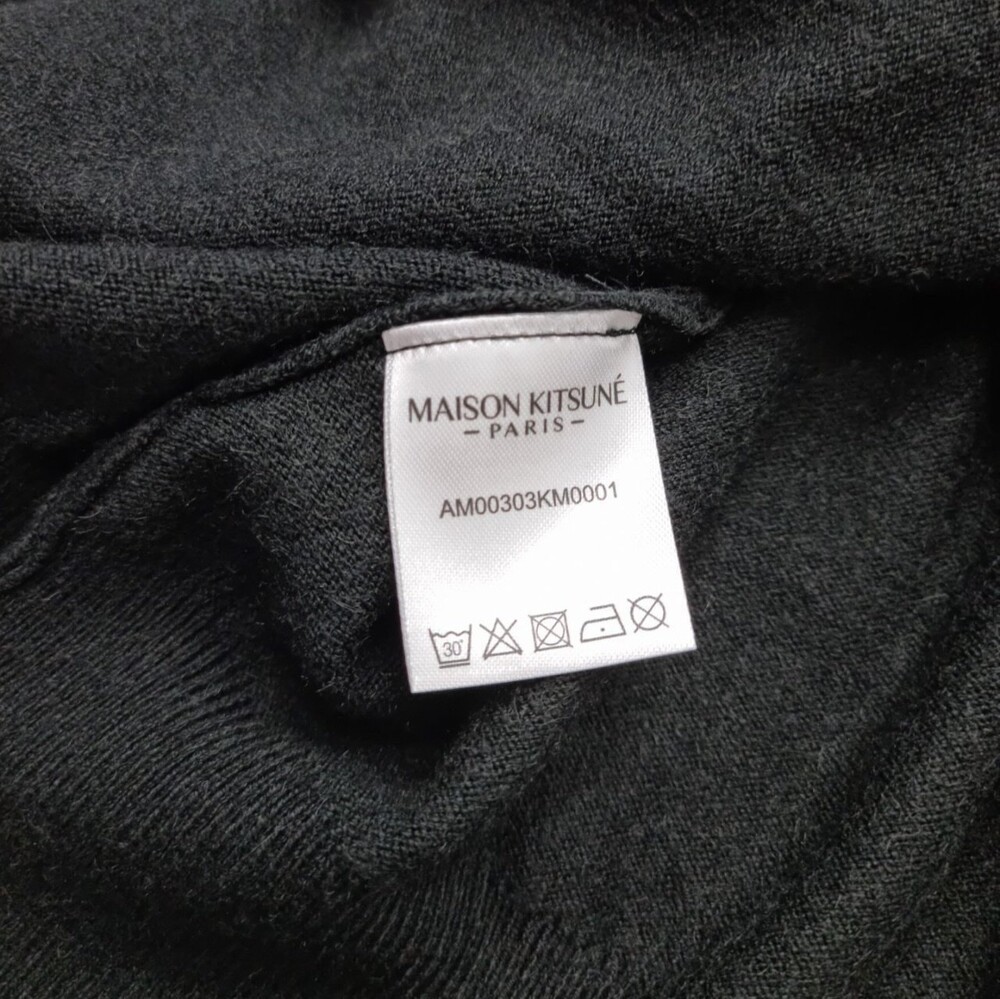 MAISON KITSUNÉ
– PARIS –
AM00303KM0001
30°